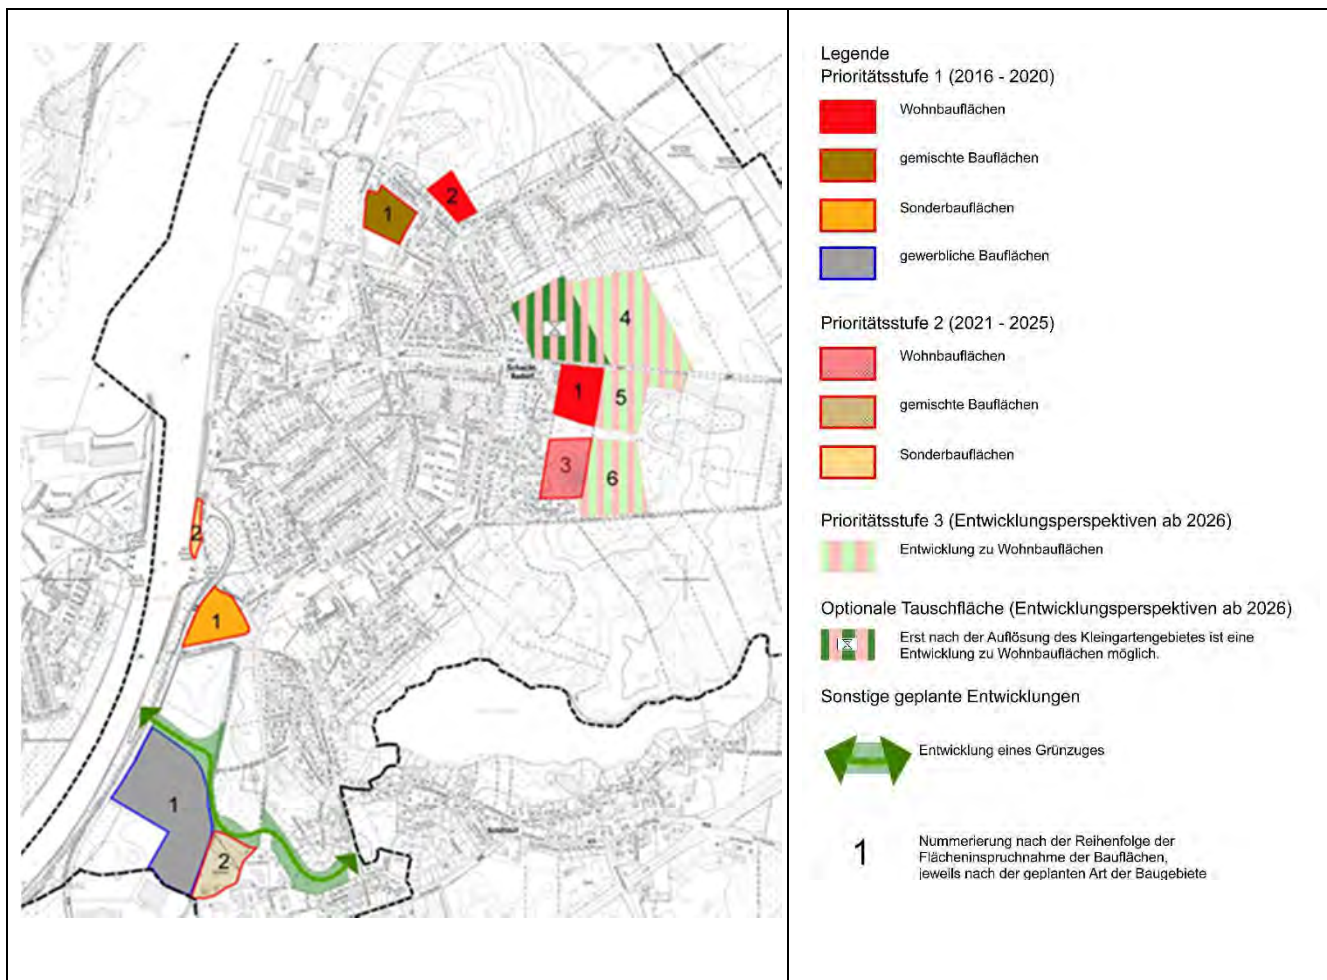 1
2
4
1
5
3
6
2
1
1
2
Legende
Prioritätsstufe 1 (2016 - 2020)
Wohnbauflächen
gemischte Bauflächen
Sonderbauflächen
gewerbliche Bauflächen
Prioritätsstufe 2 (2021 - 2025)
Wohnbauflächen
gemischte Bauflächen
Sonderbauflächen
Prioritätsstufe 3 (Entwicklungsperspektiven ab 2026)
Entwicklung zu Wohnbauflächen
Optionale Tauschfläche (Entwicklungsperspektiven ab 2026)
Erst nach der Auflösung des Kleingartengebietes ist eine
Entwicklung zu Wohnbauflächen möglich.
Sonstige geplante Entwicklungen
Entwicklung eines Grünzuges
1
Nummerierung nach der Reihenfolge der
Flächeninspruchnahme der Bauflächen,
jeweils nach der geplanten Art der Baugebiete